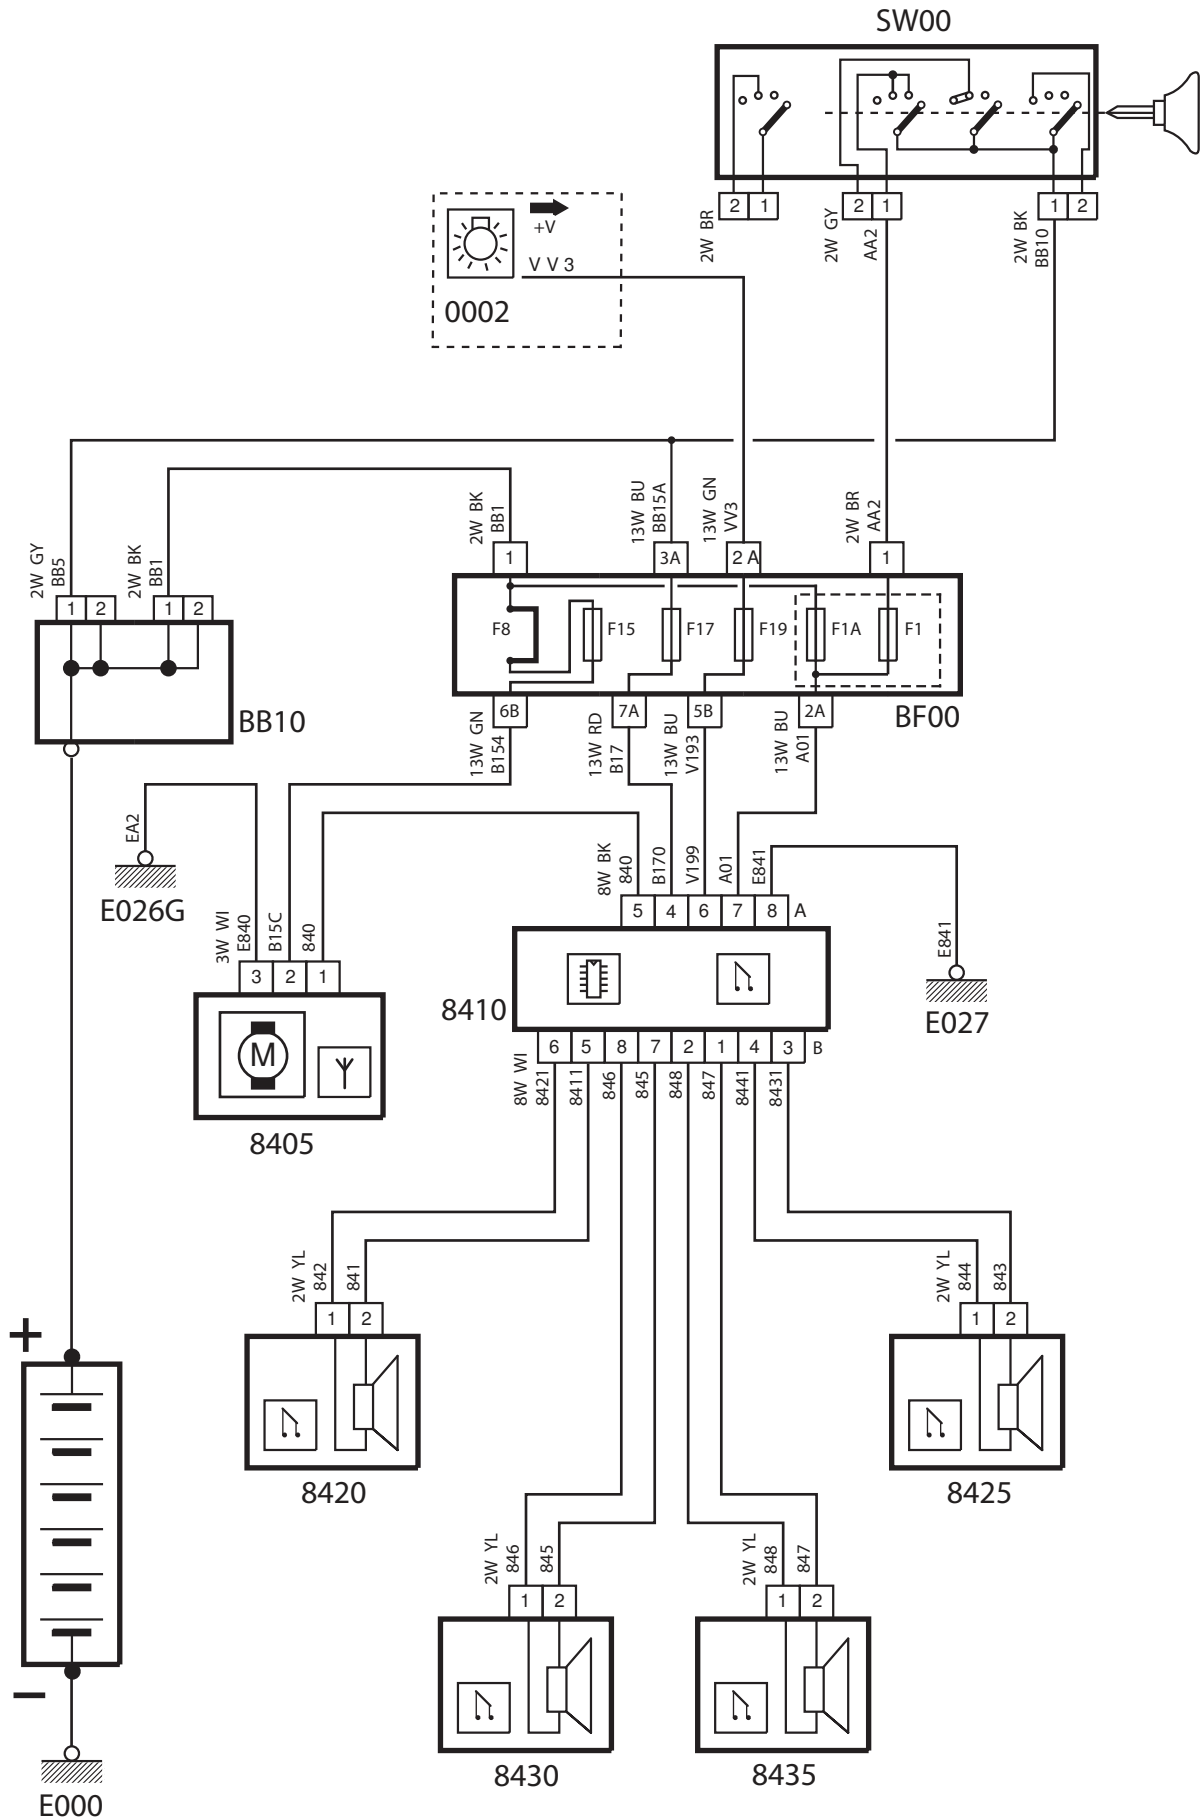 SW00
2 1
2 1
1 2
2W BR
2W GY
AA2
2W BK
BB10
+V
V V 3
0002
2W GY
BB5
2W BK
BB1
2W BK
BB1
13W BU
BB15A
13W GN
VV3
2W BR
AA2
1 2
1 2
1
3A
2 A
1
F8
F15
F17
F19
F1A
F1
BB10
BF00
6B
7A
5B
2A
13W GN
B154
13W RD
B17
13W BU
V193
13W BU
A01
EA2
E026G
3W WI
E840
B15C
840
8W BK
840
B170
V199
A01
E841
5 4 6 7 8 A
E841
E027
3 2 1
8410
M
8405
6 5 8 7 2 1 4 3 B
8W WI
8421
8411
846
845
848
847
8441
8431
2W YL
842
841
1 2
8420
2W YL
844
843
1 2
8425
+
−
E000
2W YL
846
845
1 2
8430
2W YL
848
847
1 2
8435